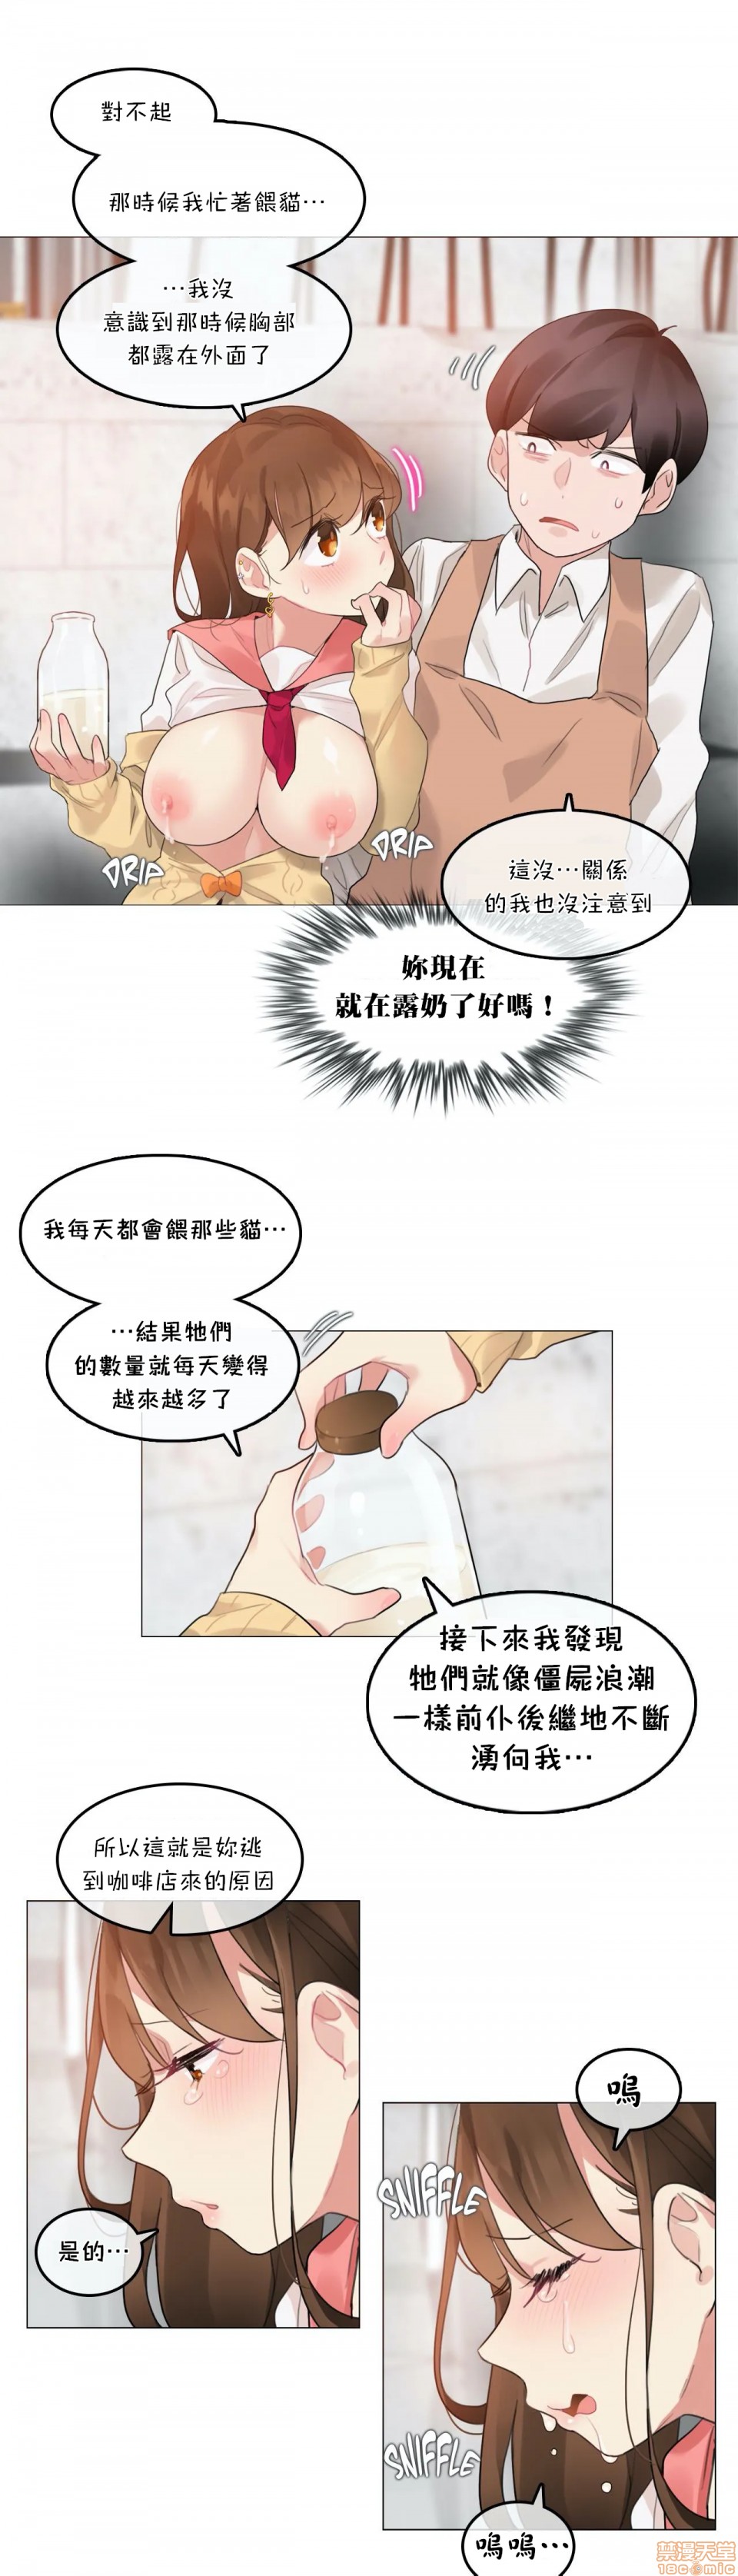 對不起
那時候我忙著餵貓…
…我沒
意識到那時候胸部
都露在外面了
DRIP
DRIP
這沒…關係
的我也沒注意到
妳現在
就在露奶了好嗎！
我每天都會餵那些貓…
…結果牠們
的數量就每天變得
越來越多了
接下來我發現
牠們就像僵屍浪潮
一樣前仆後繼地不斷
湧向我…
所以這就是妳逃
到咖啡店來的原因
是的…
嗚
SNIFFLE
SNIFFLE
嗚嗚…
禁漫天堂
18comic